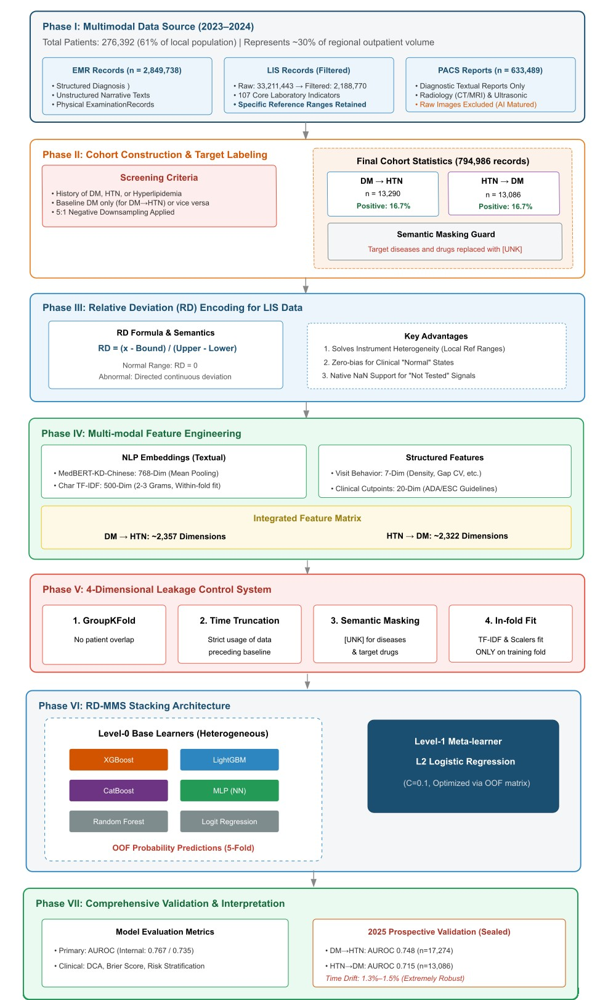 Phase I: Multimodal Data Source (2023–2024)
Total Patients: 276,392 (61% of local population) | Represents ~30% of regional outpatient volume
EMR Records (n = 2,849,738)
• Structured Diagnosis )
• Unstructured Narrative Texts
• Physical ExaminationRecords
LIS Records (Filtered)
• Raw: 33,211,443 → Filtered: 2,188,770
• 107 Core Laboratory Indicators
• Specific Reference Ranges Retained
PACS Reports (n = 633,489)
• Diagnostic Textual Reports Only
• Radiology (CT/MRI) & Ultrasonic
• Raw Images Excluded (AI Matured)
Phase II: Cohort Construction & Target Labeling
Screening Criteria
• History of DM, HTN, or Hyperlipidemia
• Baseline DM only (for DM→HTN) or vice versa
• 5:1 Negative Downsampling Applied
Final Cohort Statistics (794,986 records)
DM → HTN
n = 13,290
Positive: 16.7%
HTN → DM
n = 13,086
Positive: 16.7%
Semantic Masking Guard
Target diseases and drugs replaced with [UNK]
Phase III: Relative Deviation (RD) Encoding for LIS Data
RD Formula & Semantics
RD = (x - Bound) / (Upper - Lower)
Normal Range: RD = 0
Abnormal: Directed continuous deviation
Key Advantages
1. Solves Instrument Heterogeneity (Local Ref Ranges)
2. Zero-bias for Clinical "Normal" States
3. Native NaN Support for "Not Tested" Signals
Phase IV: Multi-modal Feature Engineering
NLP Embeddings (Textual)
• MedBERT-KD-Chinese: 768-Dim (Mean Pooling)
• Char TF-IDF: 500-Dim (2-3 Grams, Within-fold fit)
Structured Features
• Visit Behavior: 7-Dim (Density, Gap CV, etc.)
• Clinical Cutpoints: 20-Dim (ADA/ESC Guidelines)
Integrated Feature Matrix
DM → HTN: ~2,357 Dimensions
HTN → DM: ~2,322 Dimensions
Phase V: 4-Dimensional Leakage Control System
1. GroupKFold
No patient overlap
2. Time Truncation
Strict usage of data
preceding baseline
3. Semantic Masking
[UNK] for diseases
& target drugs
4. In-fold Fit
TF-IDF & Scalers fit
ONLY on training fold
Phase VI: RD-MMS Stacking Architecture
Level-0 Base Learners (Heterogeneous)
XGBoost
LightGBM
CatBoost
MLP (NN)
Random Forest
Logit Regression
OOF Probability Predictions (5-Fold)
Level-1 Meta-learner
L2 Logistic Regression
(C=0.1, Optimized via OOF matrix)
Phase VII: Comprehensive Validation & Interpretation
Model Evaluation Metrics
• Primary: AUROC (Internal: 0.767 / 0.735)
• Clinical: DCA, Brier Score, Risk Stratification
2025 Prospective Validation (Sealed)
• DM→HTN: AUROC 0.748 (n=17,274)
• HTN→DM: AUROC 0.715 (n=13,086)
Time Drift: 1.3%–1.5% (Extremely Robust)